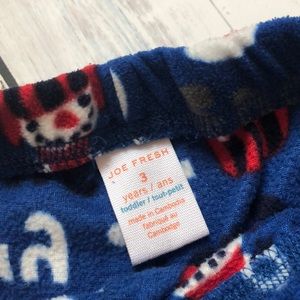 JOE FRESH
3
years / ans
toddler / tout-petit
made in Cambodia
fabriqué au
Cambodge